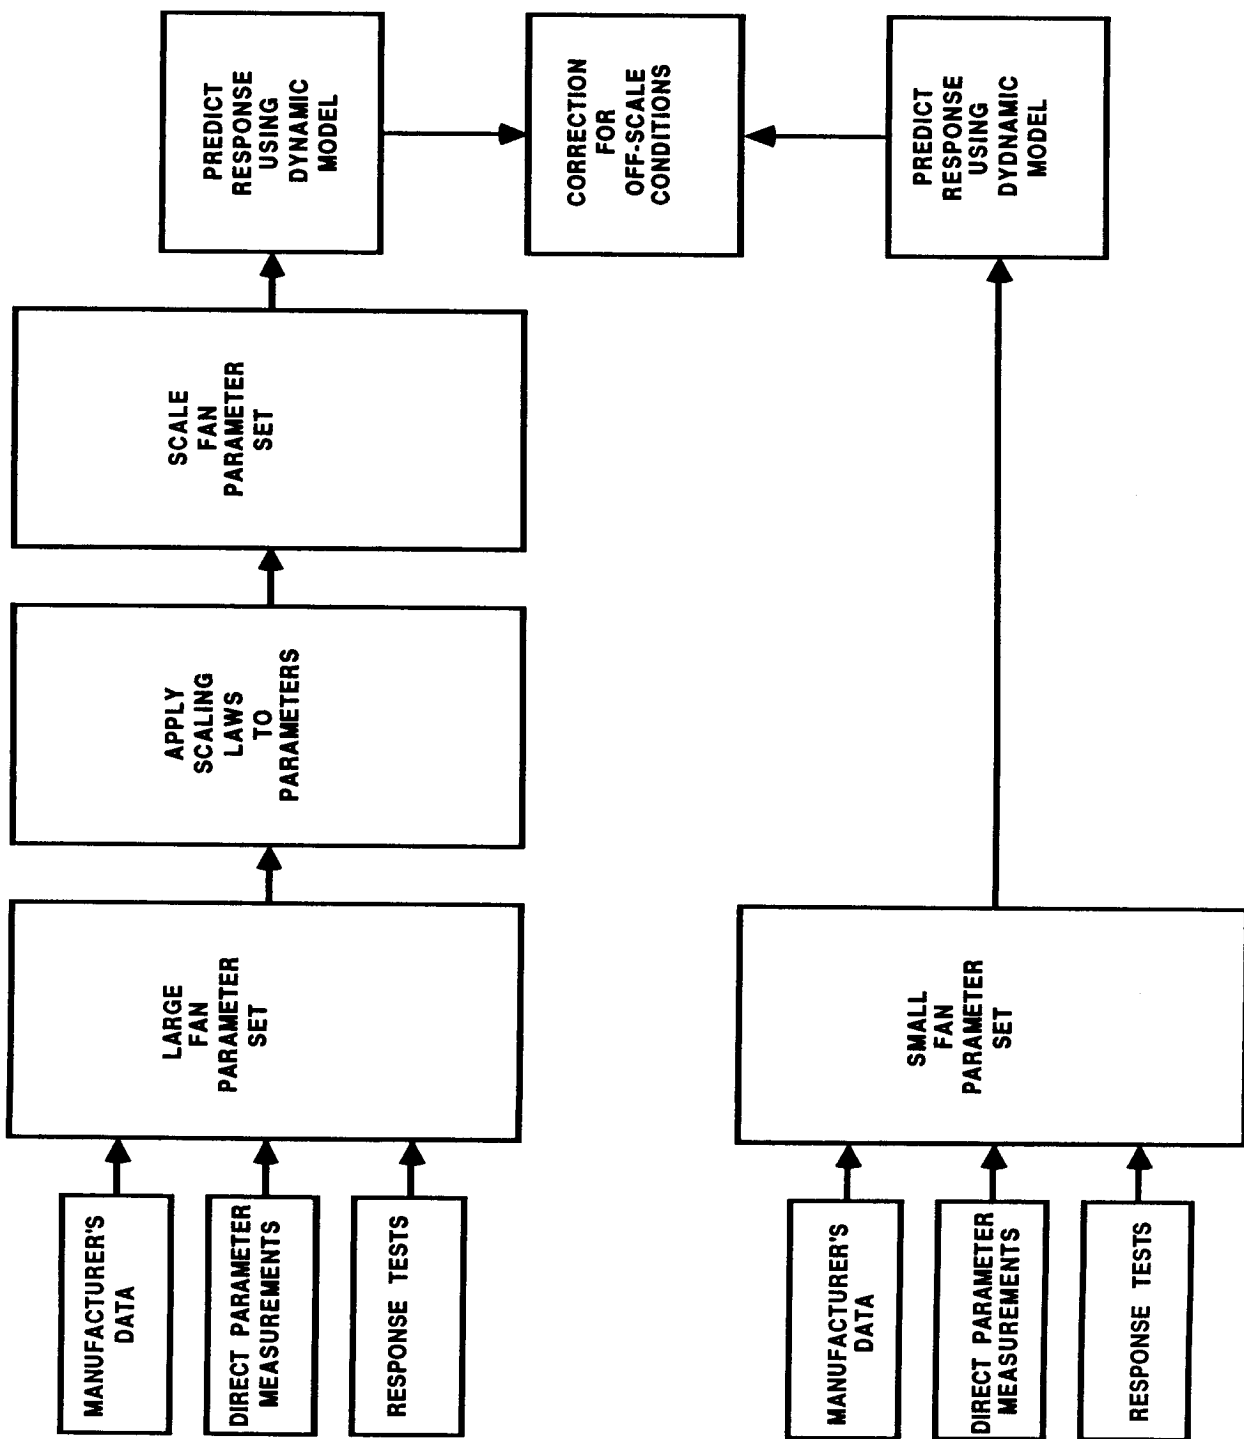 MANUFACTURER'S
DATA
DIRECT PARAMETER
MEASUREMENTS
RESPONSE TESTS
LARGE
FAN
PARAMETER
SET
APPLY
SCALING
LAWS
TO
PARAMETERS
SCALE
FAN
PARAMETER
SET
PREDICT
RESPONSE
USING
DYNAMIC
MODEL
CORRECTION
FOR
OFF-SCALE
CONDITIONS
MANUFACTURER'S
DATA
DIRECT PARAMETER
MEASUREMENTS
RESPONSE TESTS
SMALL
FAN
PARAMETER
SET
PREDICT
RESPONSE
USING
DYDNAMIC
MODEL